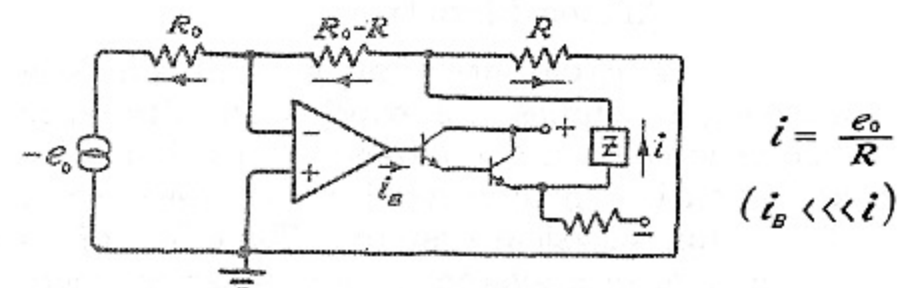 R₀
R₀-R
R
-e₀
-
+
i_B
+
Z̄
i
-
i = e₀/R
(i_B <<< i)